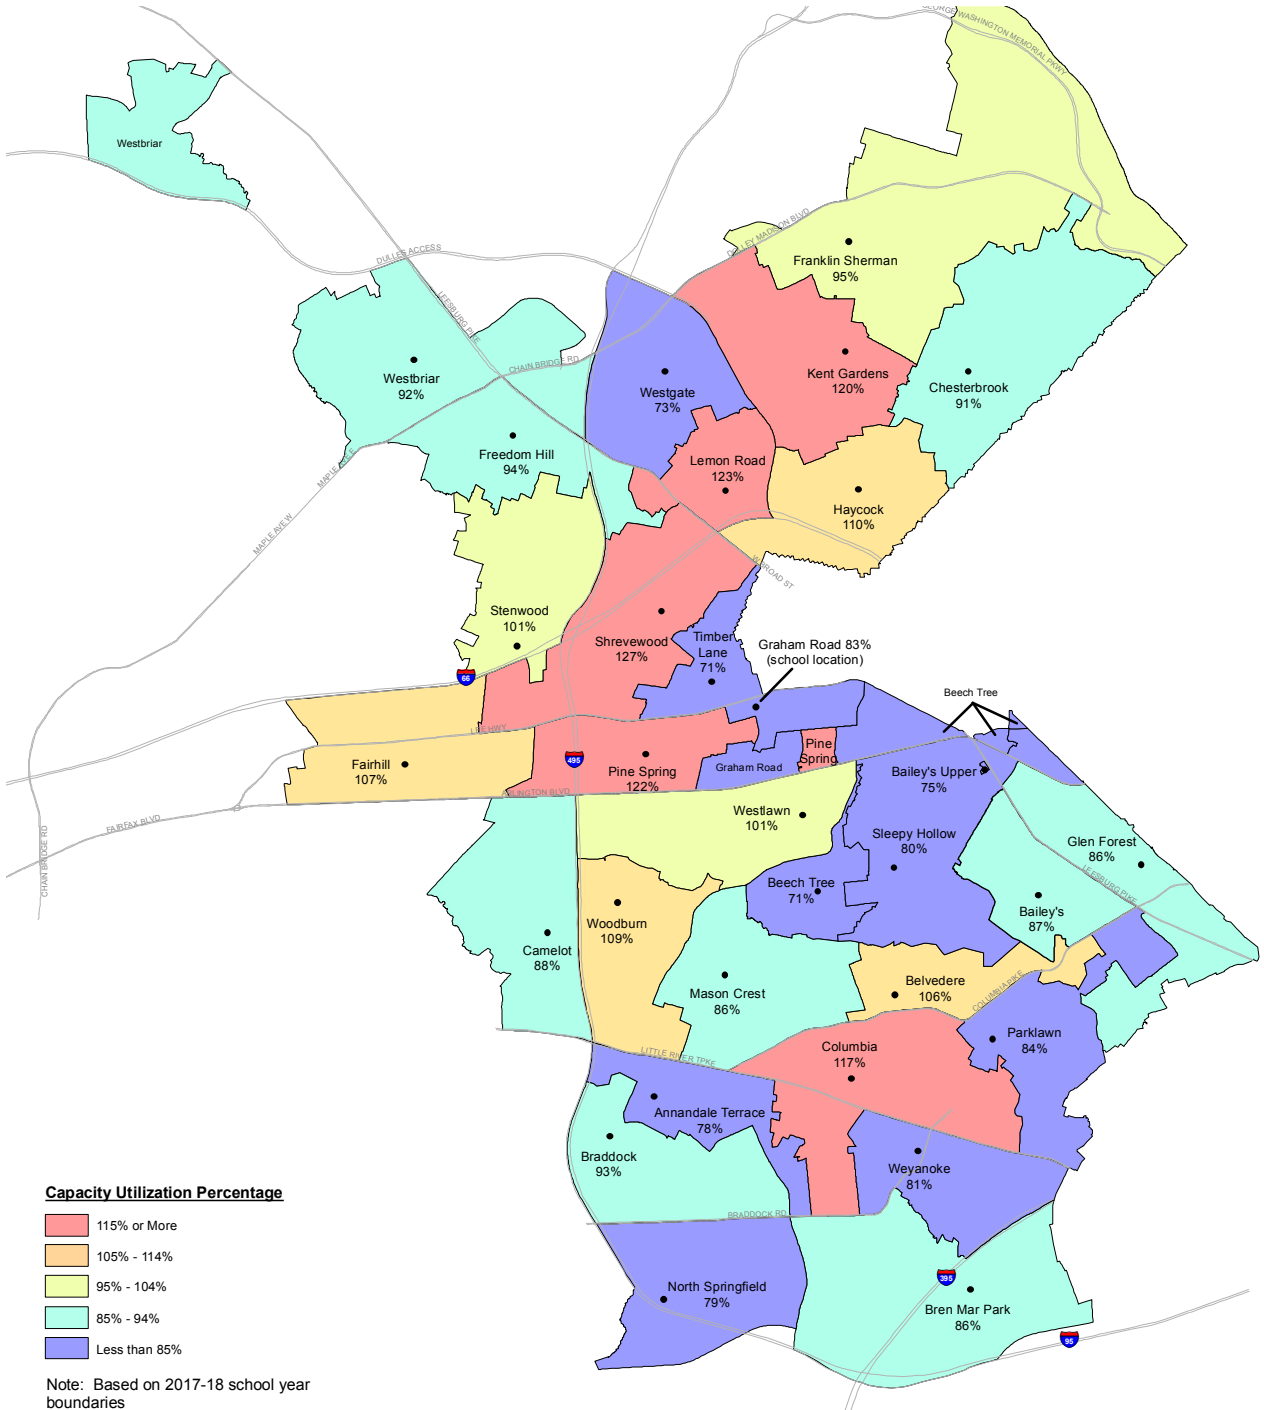 GEORGE WASHINGTON MEMORIAL PKWY
Westbriar
DOLLEY MADISON BLVD
DULLES ACCESS
Franklin Sherman
95%
LEESBURG PIKE
CHAIN BRIDGE RD
Westbriar
92%
Westgate
73%
Kent Gardens
120%
Chesterbrook
91%
Freedom Hill
94%
MAPLE AVE E
Lemon Road
123%
Haycock
110%
MAPLE AVE W
W BROAD ST
Stenwood
101%
Shrevewood
127%
Timber
Lane
71%
Graham Road 83%
(school location)
66
Beech Tree
LEE HWY
495
Fairhill
107%
Pine Spring
122%
Graham Road
Pine
Spring
Bailey's Upper
75%
ARLINGTON BLVD
FAIRFAX BLVD
CHAIN BRIDGE RD
Westlawn
101%
Sleepy Hollow
80%
Glen Forest
86%
LEESBURG PIKE
Beech Tree
71%
Bailey's
87%
Woodburn
109%
Camelot
88%
Mason Crest
86%
Belvedere
106%
COLUMBIA PIKE
Parklawn
84%
LITTLE RIVER TPKE
Columbia
117%
Annandale Terrace
78%
Braddock
93%
Weyanoke
81%
BRADDOCK RD
North Springfield
79%
395
Bren Mar Park
86%
95
Capacity Utilization Percentage
115% or More
105% - 114%
95% - 104%
85% - 94%
Less than 85%
Note: Based on 2017-18 school year
boundaries